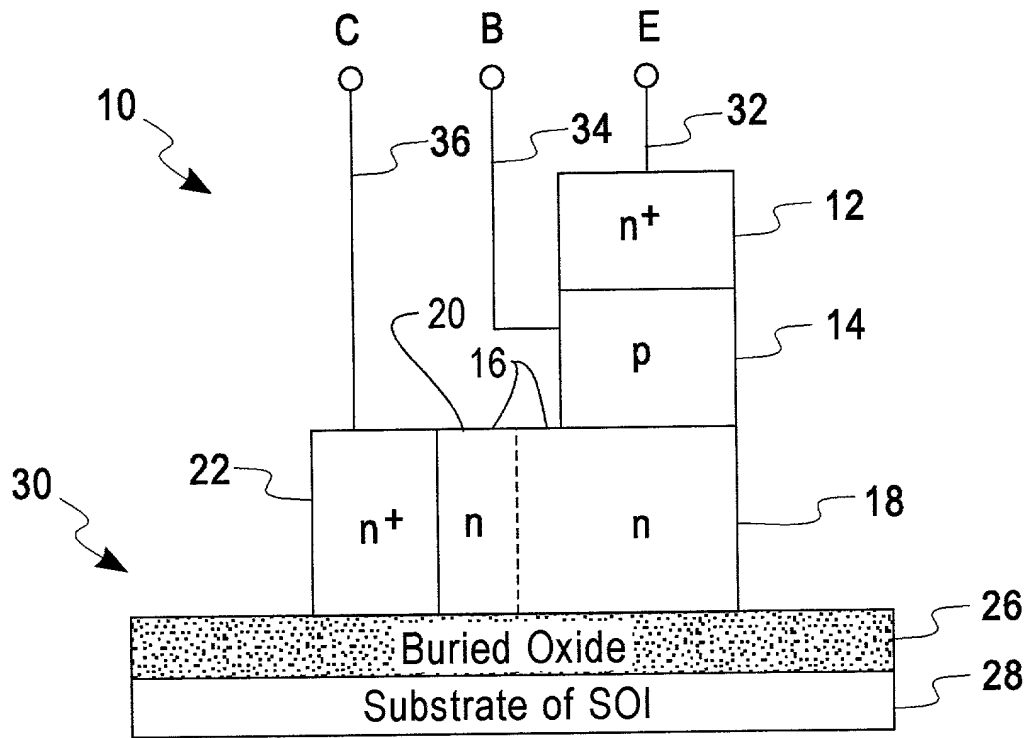 C B E
10
36 34 32
n+ 12
20
p 14
16
30
22 n+ n n 18
Buried Oxide 26
Substrate of SOI 28